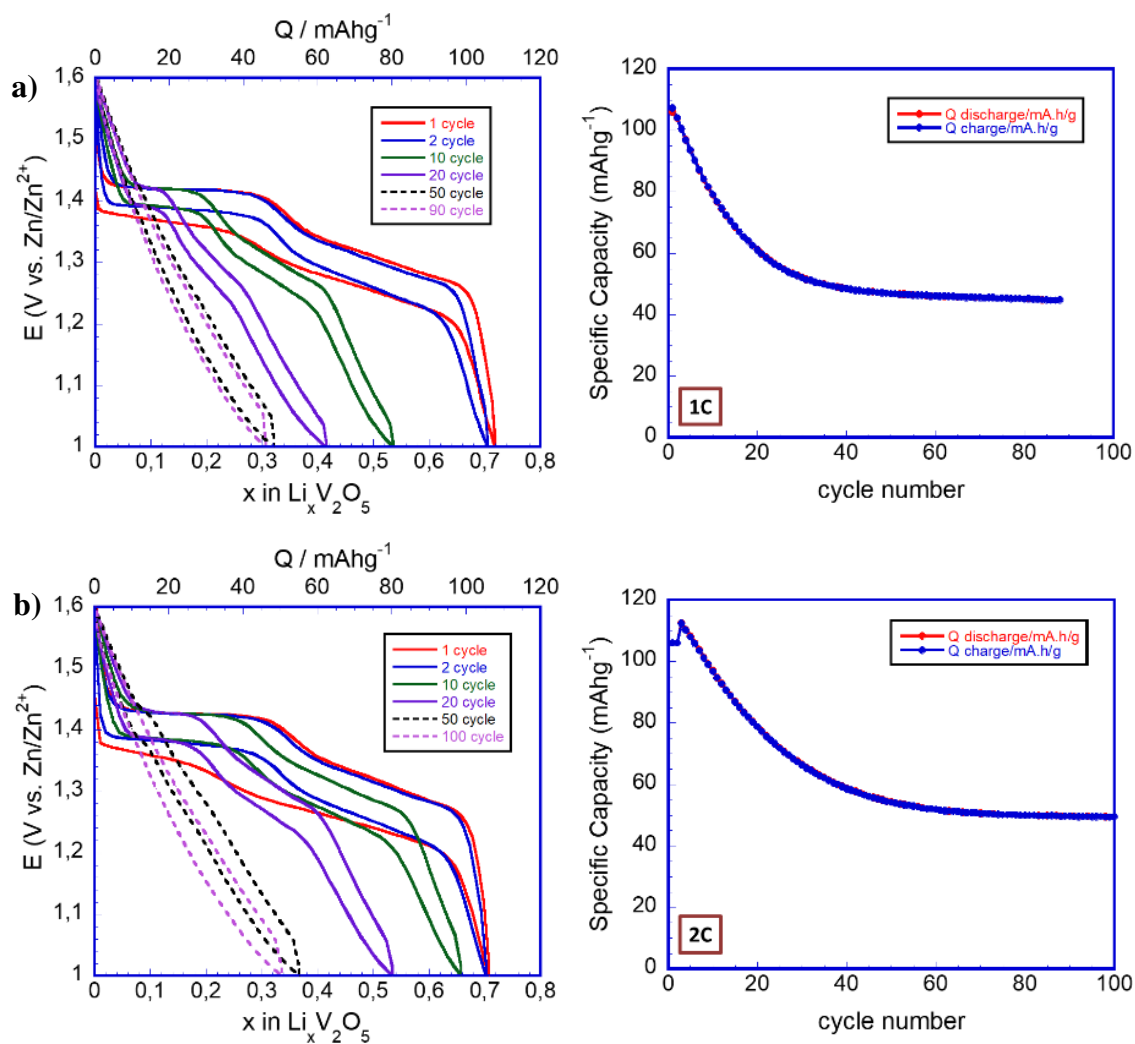 a)
Q / mAhg-1
0 20 40 60 80 100 120
E (V vs. Zn/Zn2+)
1,6
1,5
1,4
1,3
1,2
1,1
1
1 cycle
2 cycle
10 cycle
20 cycle
50 cycle
90 cycle
0 0,1 0,2 0,3 0,4 0,5 0,6 0,7 0,8
x in LixV2O5
Specific Capacity (mAhg-1)
120
100
80
60
40
20
0
Q discharge/mA.h/g
Q charge/mA.h/g
1C
0 20 40 60 80 100
cycle number
b)
Q / mAhg-1
0 20 40 60 80 100 120
E (V vs. Zn/Zn2+)
1,6
1,5
1,4
1,3
1,2
1,1
1
1 cycle
2 cycle
10 cycle
20 cycle
50 cycle
100 cycle
0 0,1 0,2 0,3 0,4 0,5 0,6 0,7 0,8
x in LixV2O5
Specific Capacity (mAhg-1)
120
100
80
60
40
20
0
Q discharge/mA.h/g
Q charge/mA.h/g
2C
0 20 40 60 80 100
cycle number